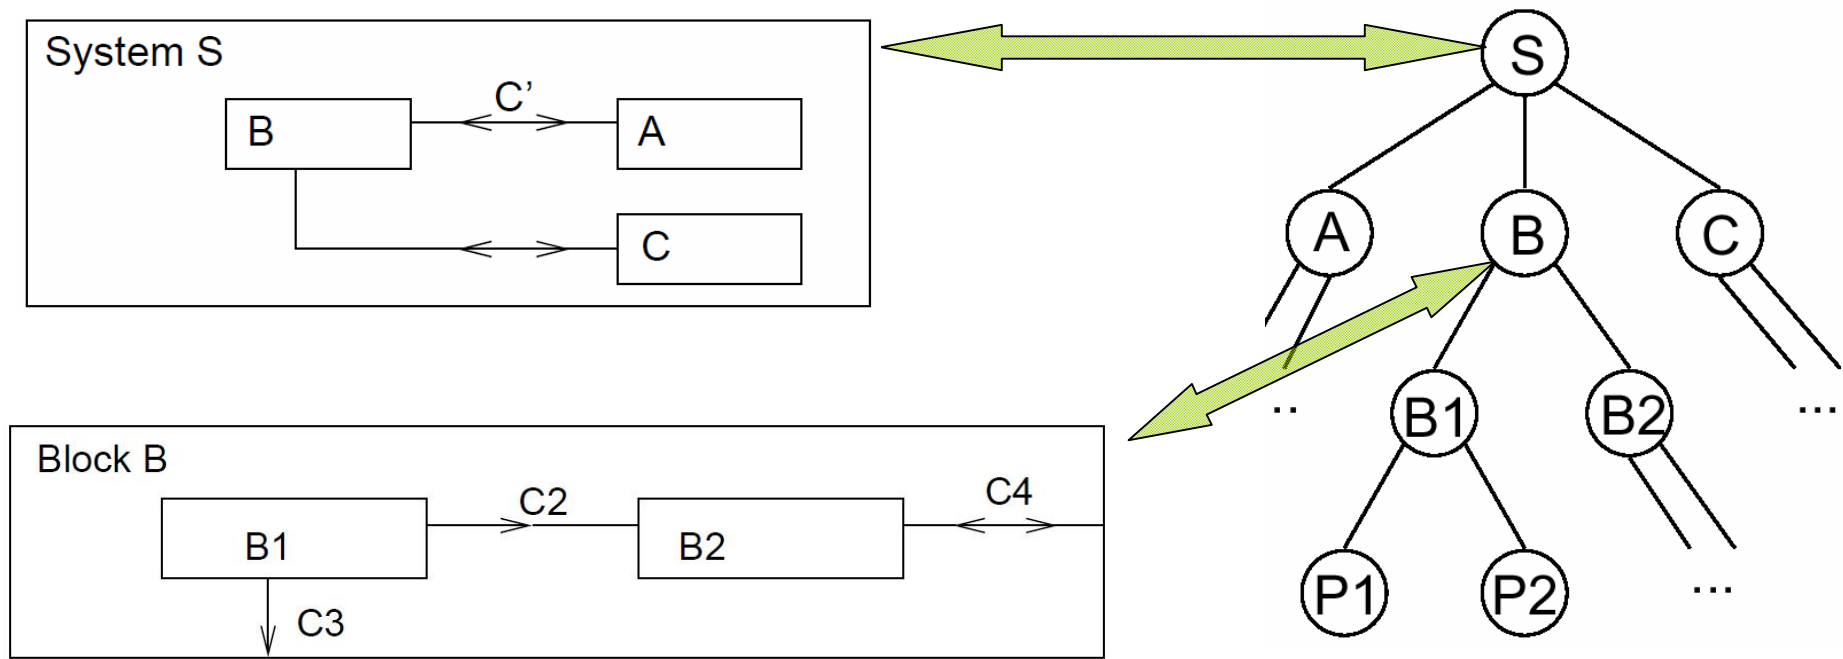 System S
C’
B
A
C
Block B
C2
C4
B1
B2
C3
S
A
B
C
..
B1
B2
...
P1
P2
...